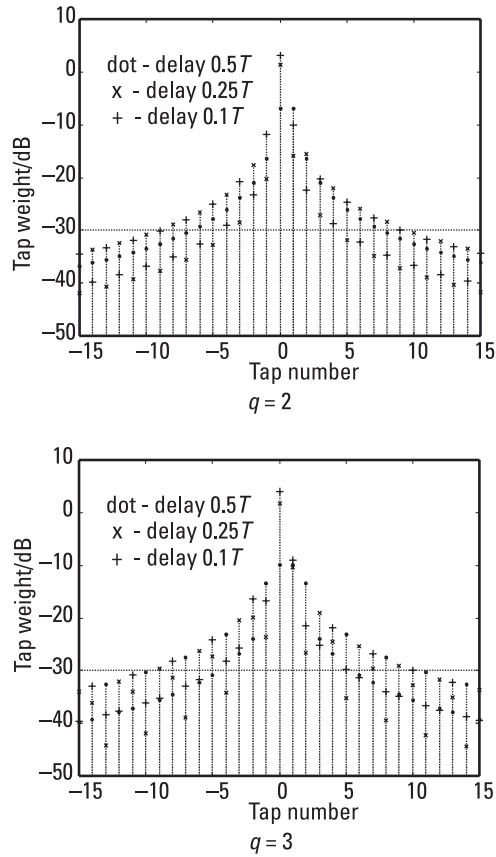 10
0
−10
−20
−30
−40
−50
Tap weight/dB
dot - delay 0.5T
x - delay 0.25T
+ - delay 0.1T
−15
−10
−5
0
5
10
15
Tap number
q = 2
10
0
−10
−20
−30
−40
−50
Tap weight/dB
dot - delay 0.5T
x - delay 0.25T
+ - delay 0.1T
−15
−10
−5
0
5
10
15
Tap number
q = 3